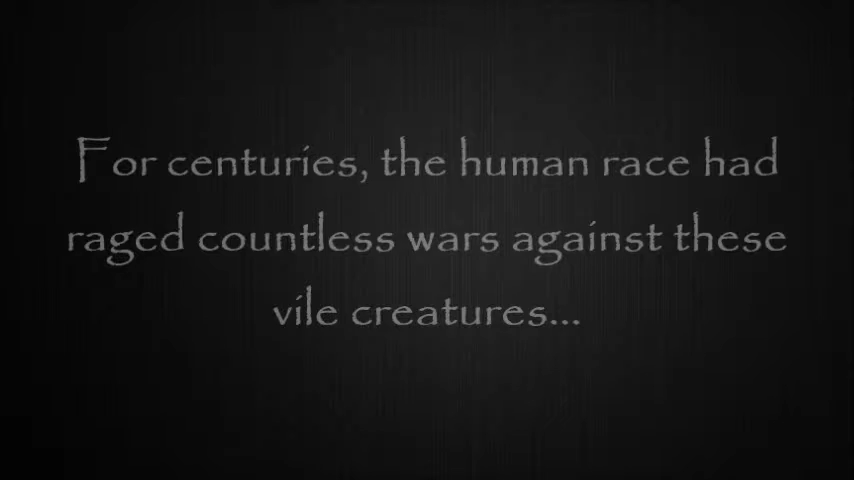 For centuries, the human race had
raged countless wars against these
vile creatures...